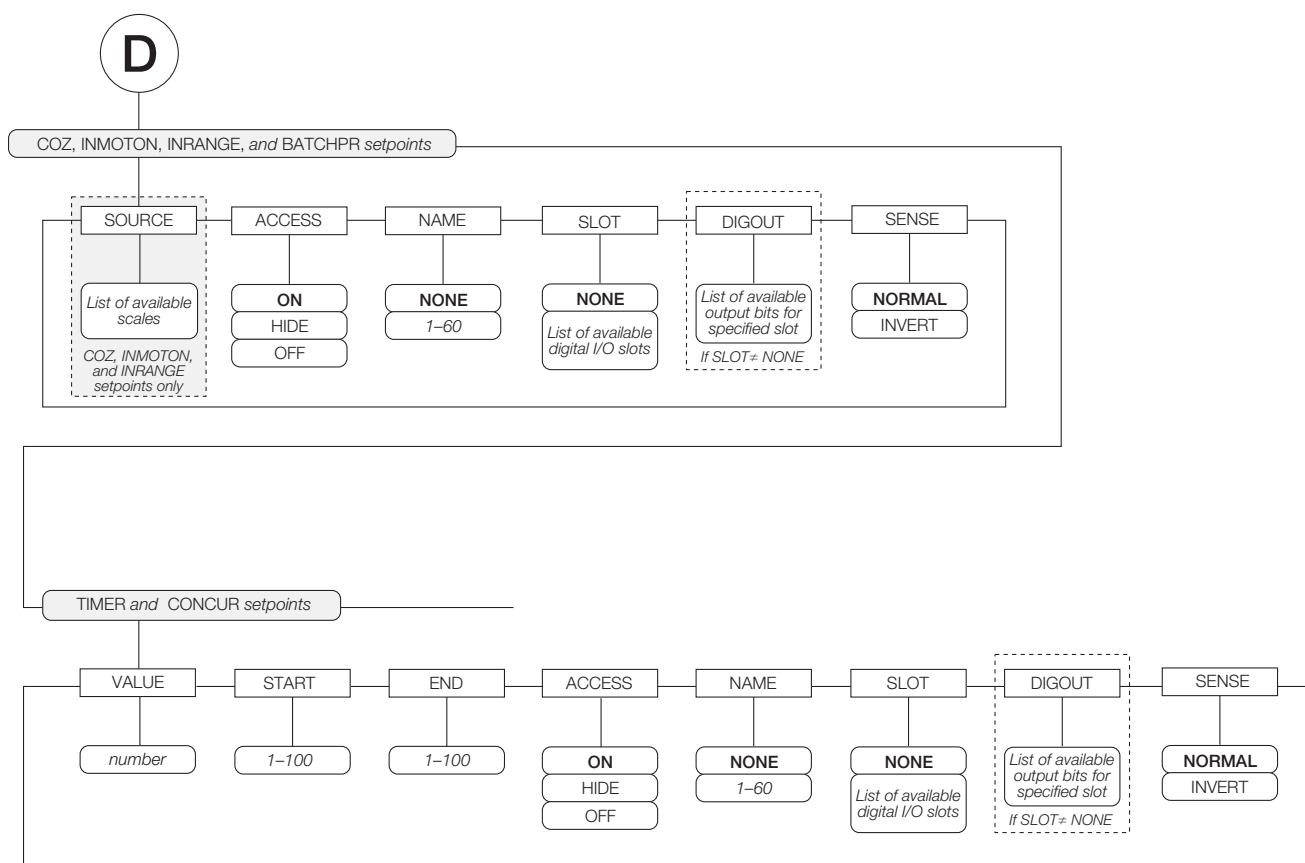 D
COZ, INMOTON, INRANGE, and BATCHPR setpoints
SOURCE
ACCESS
NAME
SLOT
DIGOUT
SENSE
List of available
scales
COZ, INMOTON,
and INRANGE
setpoints only
ON
HIDE
OFF
NONE
1–60
NONE
List of available
digital I/O slots
List of available
output bits for
specified slot
If SLOT≠ NONE
NORMAL
INVERT
TIMER and CONCUR setpoints
VALUE
START
END
ACCESS
NAME
SLOT
DIGOUT
SENSE
number
1–100
1–100
ON
HIDE
OFF
NONE
1–60
NONE
List of available
digital I/O slots
List of available
output bits for
specified slot
If SLOT≠ NONE
NORMAL
INVERT